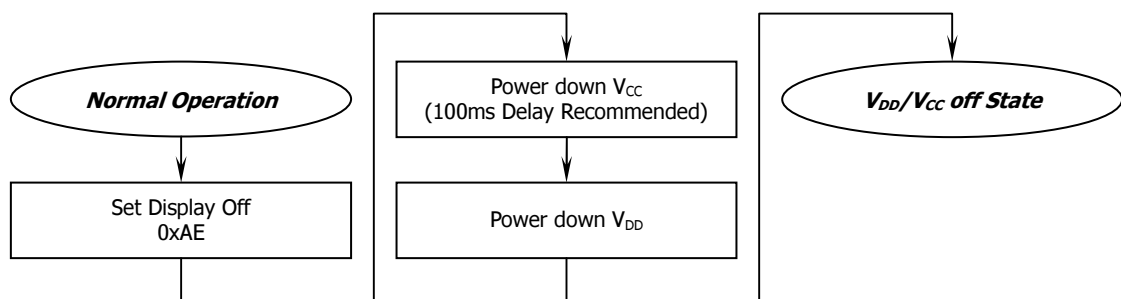 Normal Operation
Set Display Off
0xAE
Power down VCC
(100ms Delay Recommended)
Power down VDD
VDD/VCC off State